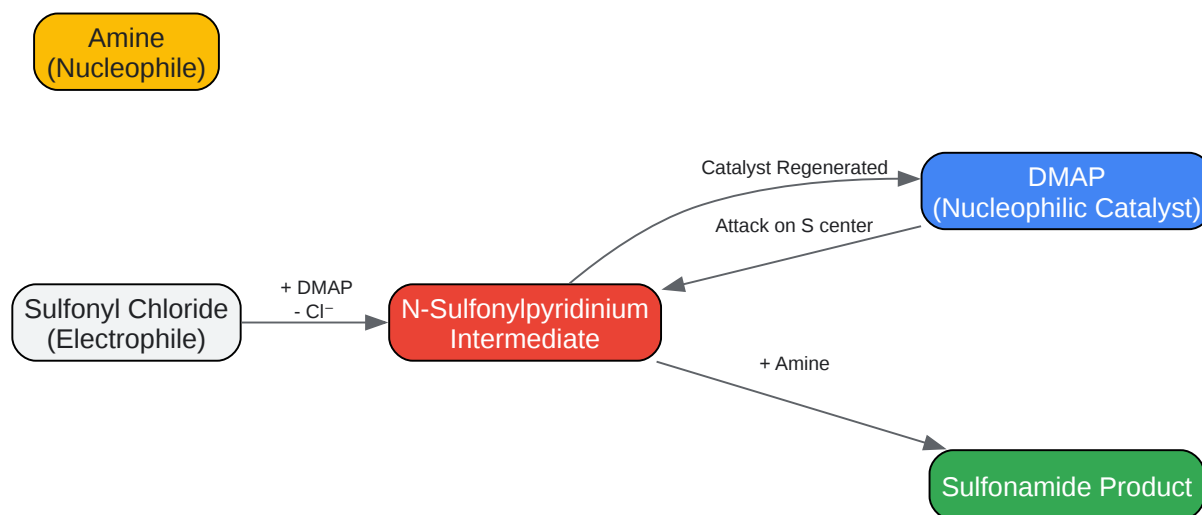 Amine
(Nucleophile)
Catalyst Regenerated
DMAP
(Nucleophilic Catalyst)
Attack on S center
Sulfonyl Chloride
(Electrophile)
+ DMAP
- Cl⁻
N-Sulfonylpyridinium
Intermediate
+ Amine
Sulfonamide Product